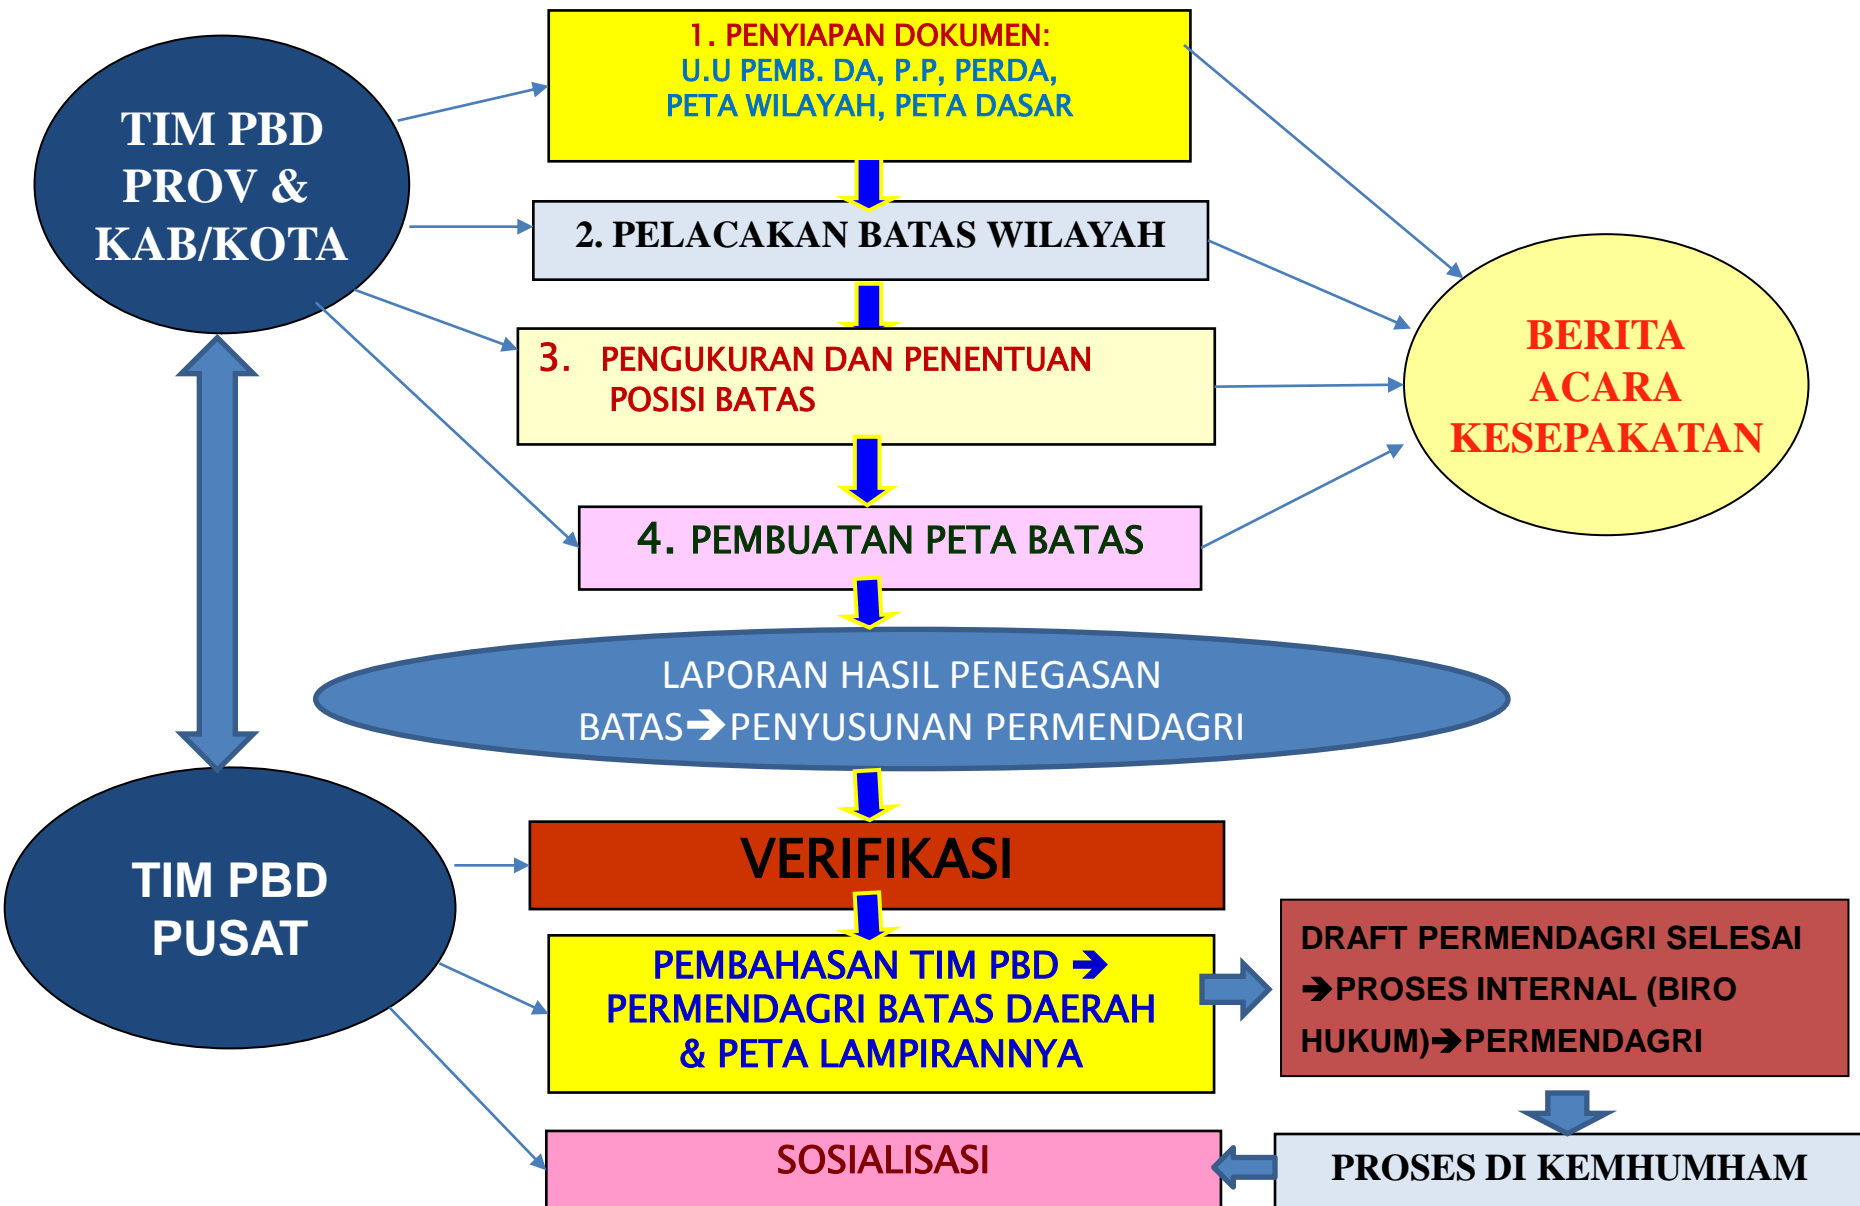 TIM PBD
PROV &
KAB/KOTA
1. PENYIAPAN DOKUMEN:
U.U PEMB. DA, P.P, PERDA,
PETA WILAYAH, PETA DASAR
2. PELACAKAN BATAS WILAYAH
3. PENGUKURAN DAN PENENTUAN
POSISI BATAS
4. PEMBUATAN PETA BATAS
BERITA
ACARA
KESEPAKATAN
LAPORAN HASIL PENEGASAN
BATAS➔PENYUSUNAN PERMENDAGRI
TIM PBD
PUSAT
VERIFIKASI
PEMBAHASAN TIM PBD ➔
PERMENDAGRI BATAS DAERAH
& PETA LAMPIRANNYA
DRAFT PERMENDAGRI SELESAI
➔PROSES INTERNAL (BIRO
HUKUM)➔PERMENDAGRI
SOSIALISASI
PROSES DI KEMHUMHAM